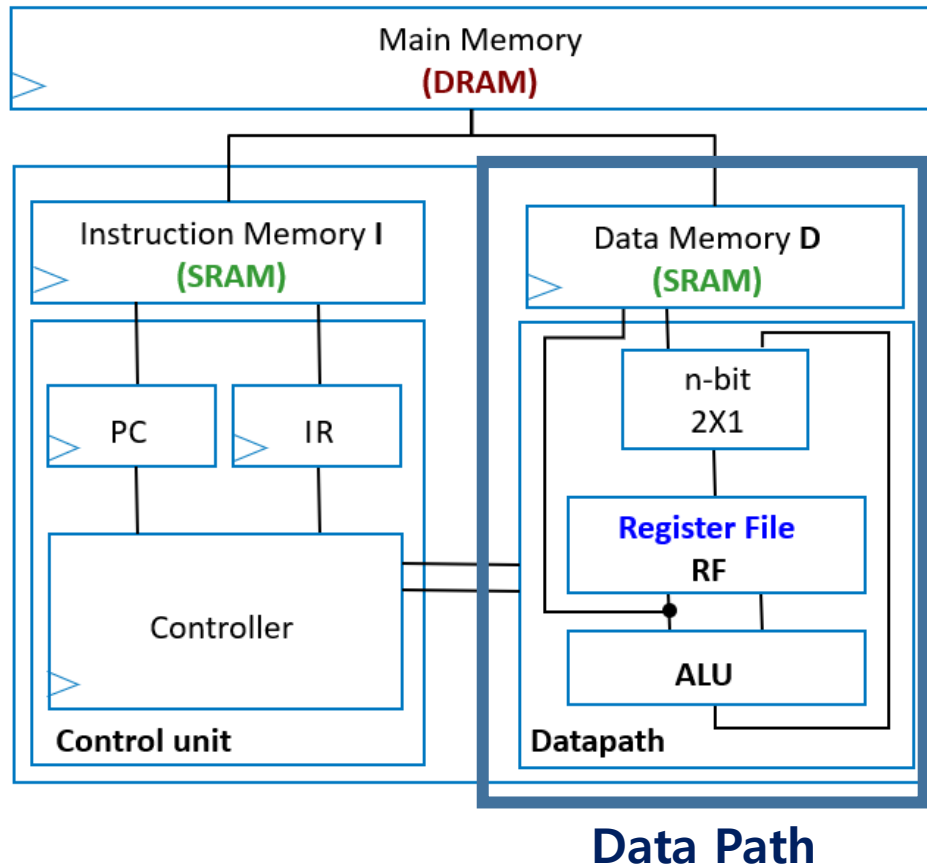 Main Memory
(DRAM)
Instruction Memory I
(SRAM)
Data Memory D
(SRAM)
PC
IR
n-bit
2X1
Register File
RF
Controller
ALU
Control unit
Datapath
Data Path